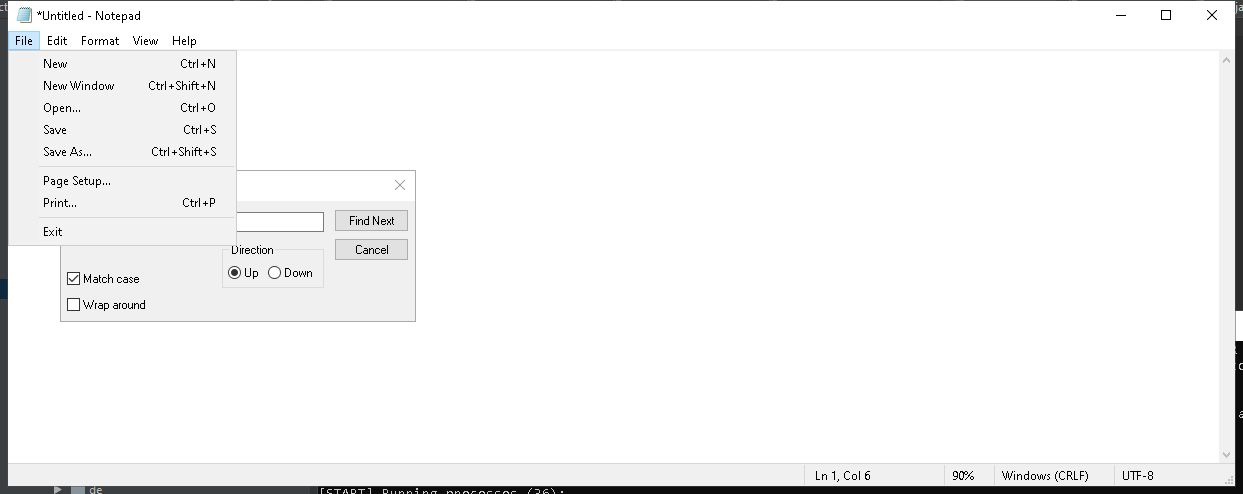 *Untitled - Notepad
File Edit Format View Help
New Ctrl+N
New Window Ctrl+Shift+N
Open... Ctrl+O
Save Ctrl+S
Save As... Ctrl+Shift+S
Page Setup...
Print... Ctrl+P
Exit
Find Next
Cancel
Direction
Up Down
Match case
Wrap around
Ln 1, Col 6 90% Windows (CRLF) UTF-8
de
[START] Running processes (36):